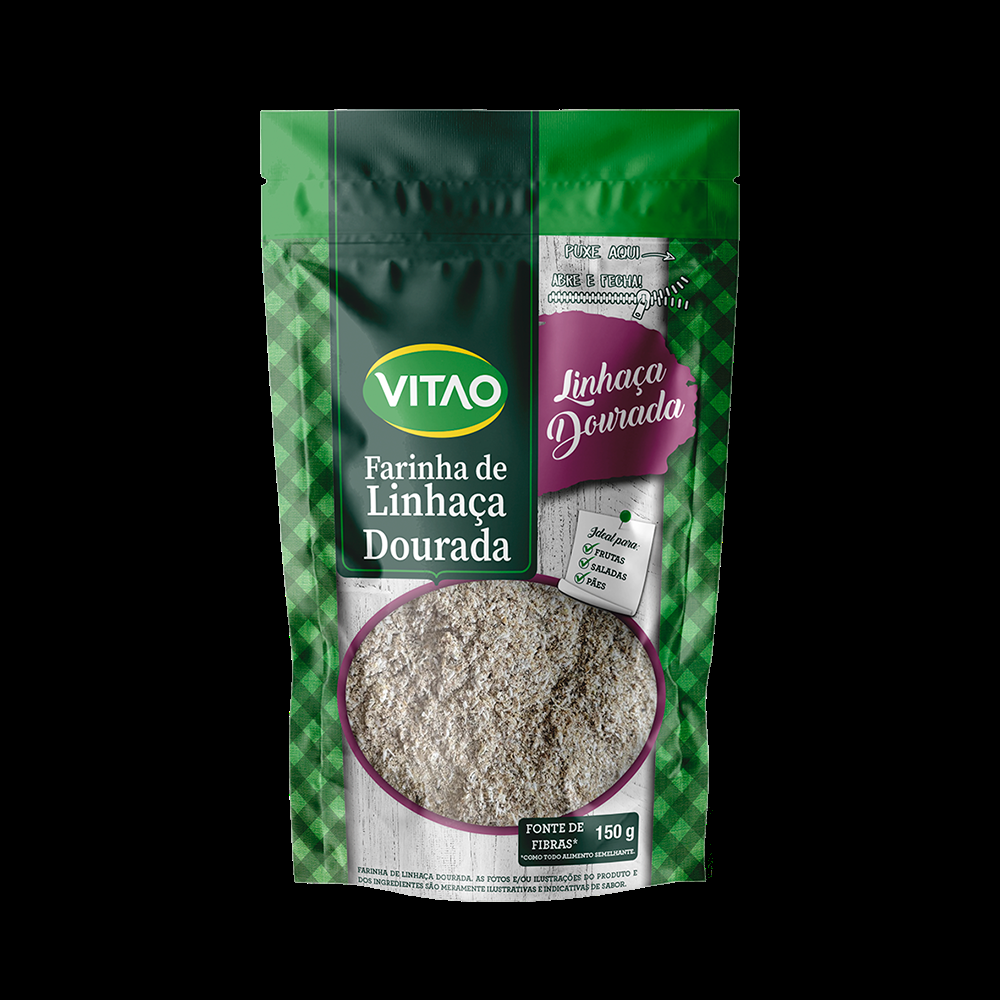 PUXE AQUI
ABRE E FECHA!
VITAO
Linhaça
Dourada
Farinha de
Linhaça
Dourada
Ideal para:
FRUTAS
SALADAS
PÃES
FONTE DE
FIBRAS*
150 g
*COMO TODO ALIMENTO SEMELHANTE.
FARINHA DE LINHAÇA DOURADA. AS FOTOS E/OU ILUSTRAÇÕES DO PRODUTO E
DOS INGREDIENTES SÃO MERAMENTE ILUSTRATIVAS E INDICATIVAS DE SABOR.